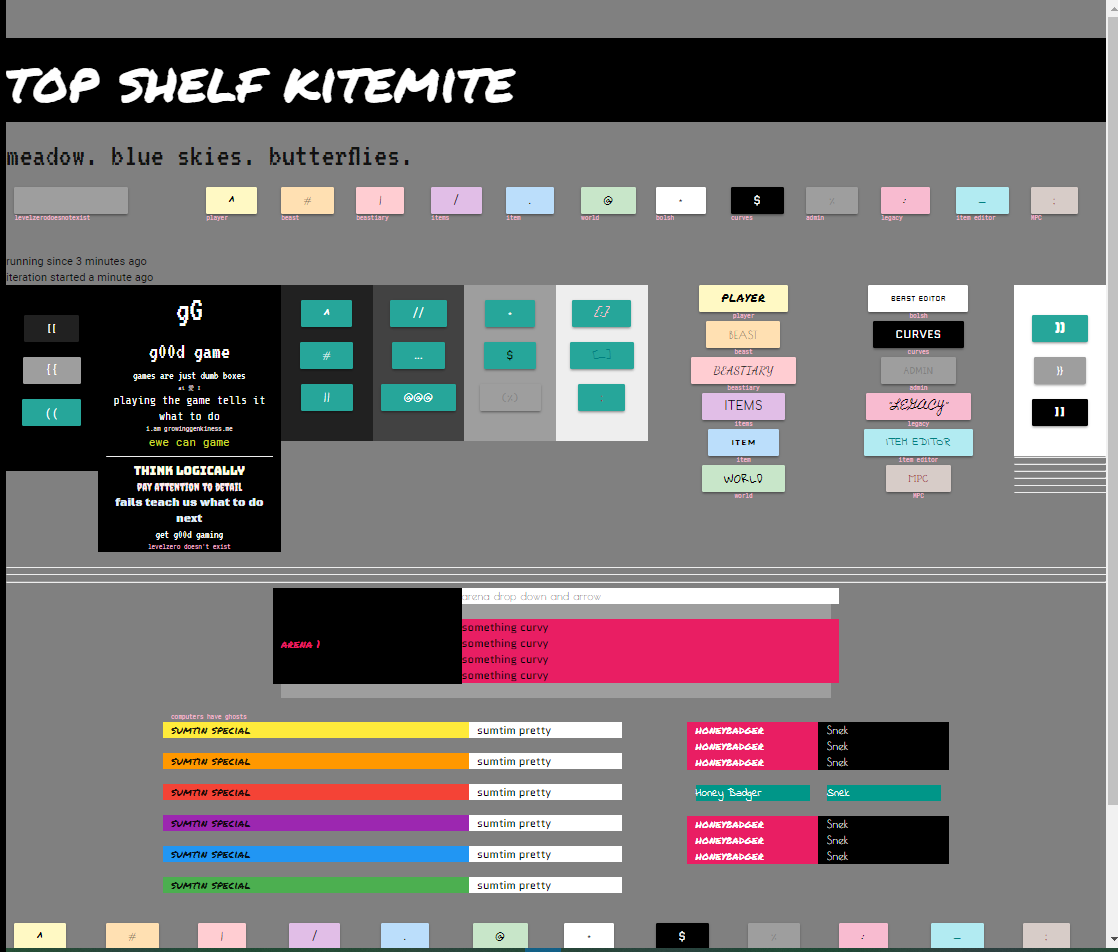 TOP SHELF KITEMITE
meadow. blue skies. butterflies.
^ # | / . @ * $ x : _ :
levelzerodoesnotexist player beast beastiary items item world bolsh curves admin legacy item editor MPC
running since 3 minutes ago
iteration started a minute ago
[[
{{
((
gG
g00d game
games are just dumb boxes
playing the game tells it
what to do
i.am growinggenkiness.me
ewe can game
THINK LOGICALLY
PAY ATTENTION TO DETAIL
fails teach us what to do
next
get g00d gaming
levelzero doesn't exist
^ // * {;}
# ... $ [__]
|| @@@ (x) .
PLAYER
player
BEAST
beast
BEASTIARY
beastiary
ITEMS
items
ITEM
item
WORLD
world
BEAST EDITOR
bolsh
CURVES
curves
ADMIN
admin
"LEGACY"
legacy
ITEM EDITOR
item editor
MPC
MPC
))
}}
]]
arena drop down and arrow
ARENA 1
something curvy
something curvy
something curvy
something curvy
computers have ghosts
SUMTIN SPECIAL sumtim pretty
SUMTIN SPECIAL sumtim pretty
SUMTIN SPECIAL sumtim pretty
SUMTIN SPECIAL sumtim pretty
SUMTIN SPECIAL sumtim pretty
SUMTIN SPECIAL sumtim pretty
HONEYBADGER Snek
HONEYBADGER Snek
HONEYBADGER Snek
Honey Badger Snek
HONEYBADGER Snek
HONEYBADGER Snek
HONEYBADGER Snek
^ # | / . @ * $ x : _ :